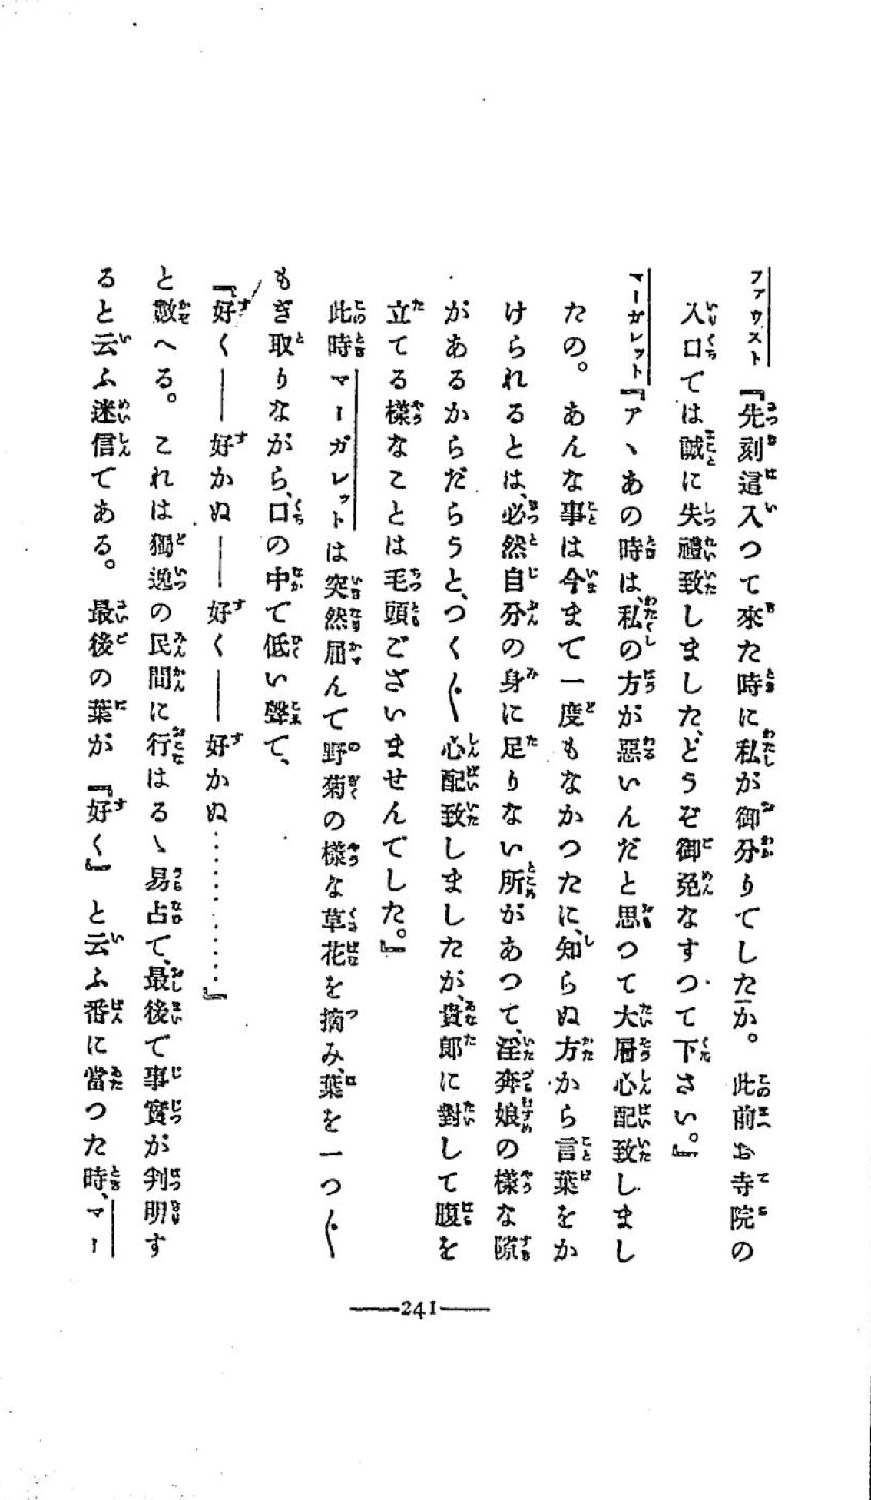 ファウスト『先刻這入つて來た時に私が御分りでしたか。此前お寺院の
入口では誠に失禮致しました、どうぞ御免なすつて下さい。』
マーガレット『アヽあの時は、私の方が惡いんだと思つて大層心配致しまし
たの。あんな事は今まで一度もなかつたに、知らぬ方から言葉をか
けられるとは、必然自分の身に足りない所があつて、淫奔娘の樣な隙
があるからだらうと、つく〴〵心配致しましたが、貴郎に對して腹を
立てる樣なことは毛頭ございませんでした。』
此時マーガレットは突然屈んで野菊の樣な草花を摘み、葉を一つ〳〵
もぎ取りながら、口の中で低い聲で、
『好く――好かぬ――好く――好かぬ…………』
と數へる。これは獨逸の民間に行はるヽ易占で、最後で事實が判明す
ると云ふ迷信である。最後の葉が『好く』と云ふ番に當つた時、マー
241